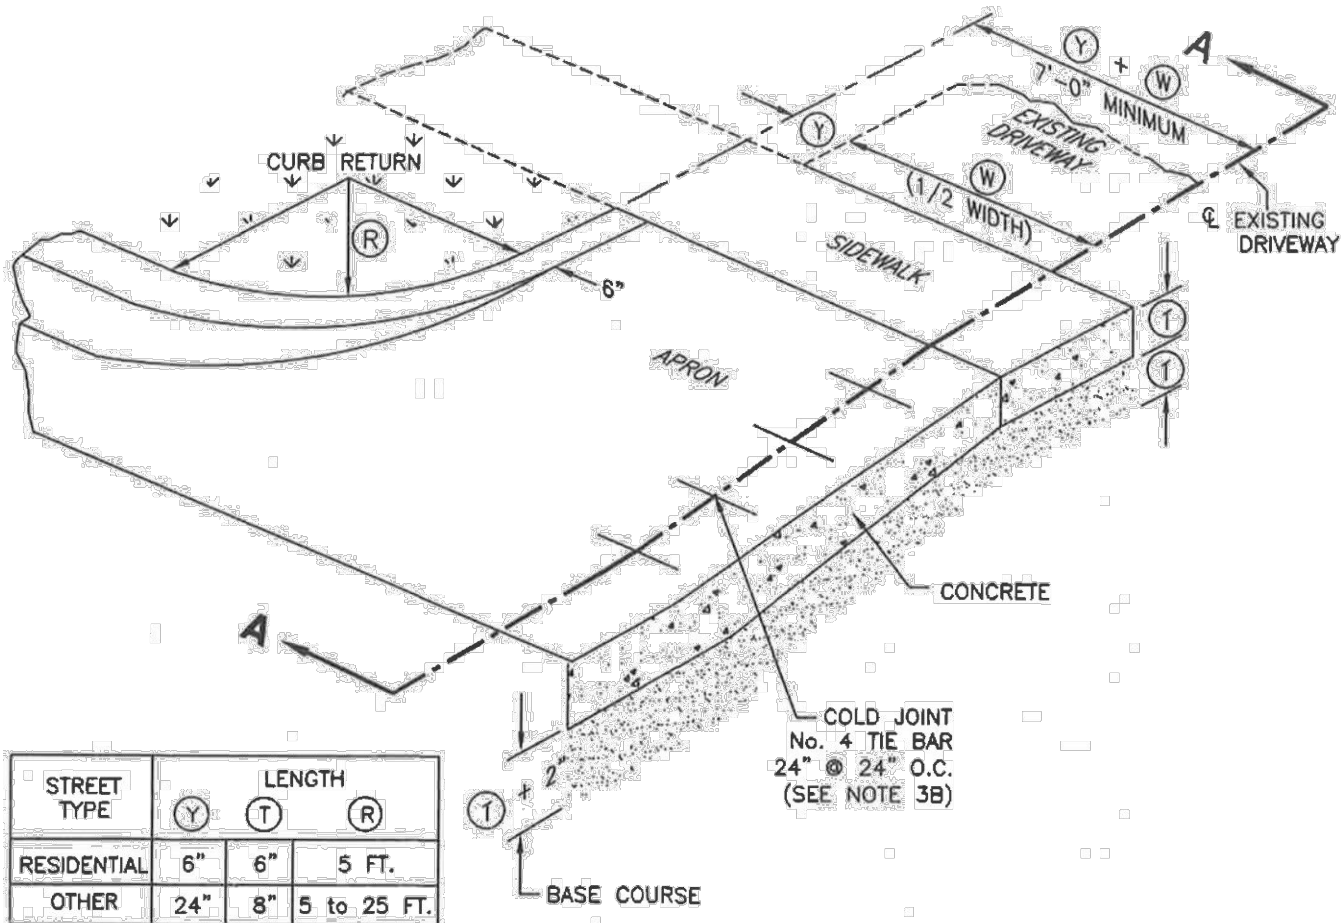 Y + W
7'-0" MINIMUM
A
EXISTING
DRIVEWAY
Y
W
(1/2 WIDTH)
CURB RETURN
R
6"
SIDEWALK
℄ EXISTING
DRIVEWAY
T
T
APRON
CONCRETE
A
COLD JOINT
No. 4 TIE BAR
24" @ 24" O.C.
(SEE NOTE 3B)
T + 2"
BASE COURSE
STREET
TYPE
LENGTH
Y T R
RESIDENTIAL 6" 6" 5 FT.
OTHER 24" 8" 5 to 25 FT.